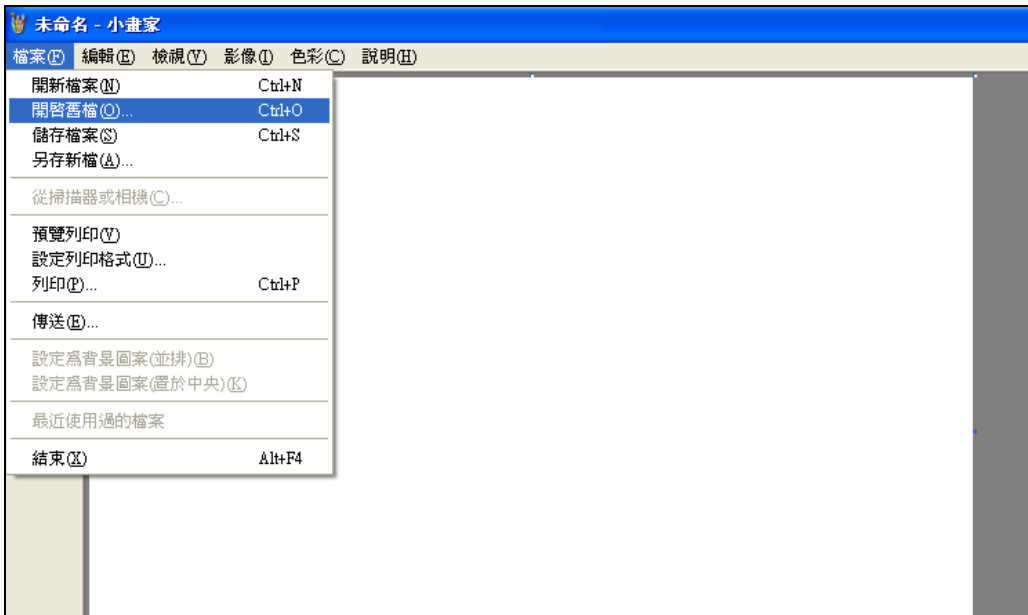 未命名 - 小畫家
檔案(F) 編輯(E) 檢視(V) 影像(I) 色彩(C) 說明(H)
開新檔案(N) Ctrl+N
開啓舊檔(O)... Ctrl+O
儲存檔案(S) Ctrl+S
另存新檔(A)...
從掃描器或相機(C)...
預覽列印(V)
設定列印格式(U)...
列印(P)... Ctrl+P
傳送(E)...
設定爲背景圖案(並排)(B)
設定爲背景圖案(置於中央)(K)
最近使用過的檔案
結束(X) Alt+F4